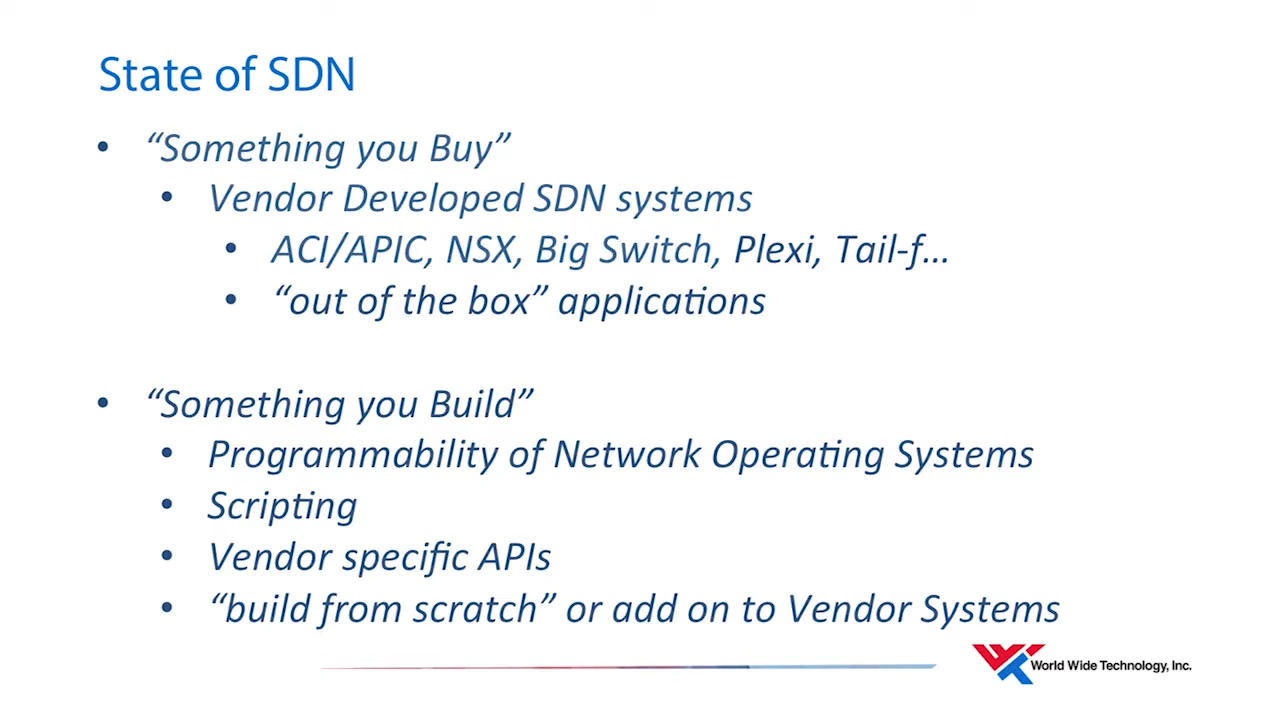 State of SDN
• “Something you Buy”
• Vendor Developed SDN systems
• ACI/APIC, NSX, Big Switch, Plexi, Tail-f…
• “out of the box” applications
• “Something you Build”
• Programmability of Network Operating Systems
• Scripting
• Vendor specific APIs
• “build from scratch” or add on to Vendor Systems
World Wide Technology, Inc.